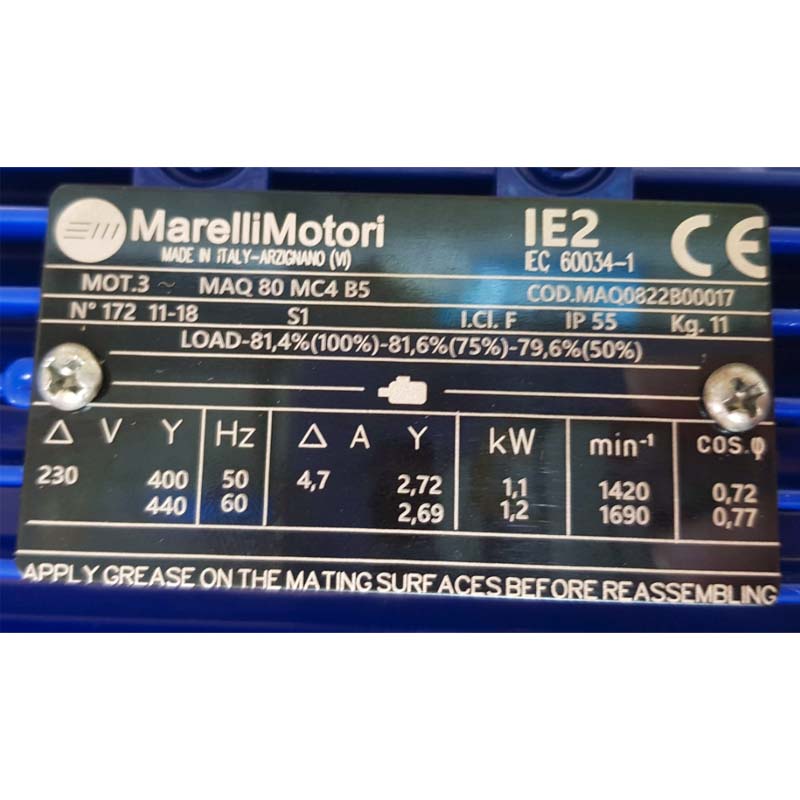 MarelliMotori
MADE IN ITALY-ARZIGNANO (VI)
IE2
IEC 60034-1
CE
MOT.3 ~ MAQ 80 MC4 B5 COD.MAQ0822B00017
N° 172 11-18 S1 I.Cl. F IP 55 Kg. 11
LOAD-81,4%(100%)-81,6%(75%)-79,6%(50%)
Δ V Y Hz Δ A Y kW min⁻¹ cos.φ
230 400 50 4,7 2,72 1,1 1420 0,72
440 60 2,69 1,2 1690 0,77
APPLY GREASE ON THE MATING SURFACES BEFORE REASSEMBLING